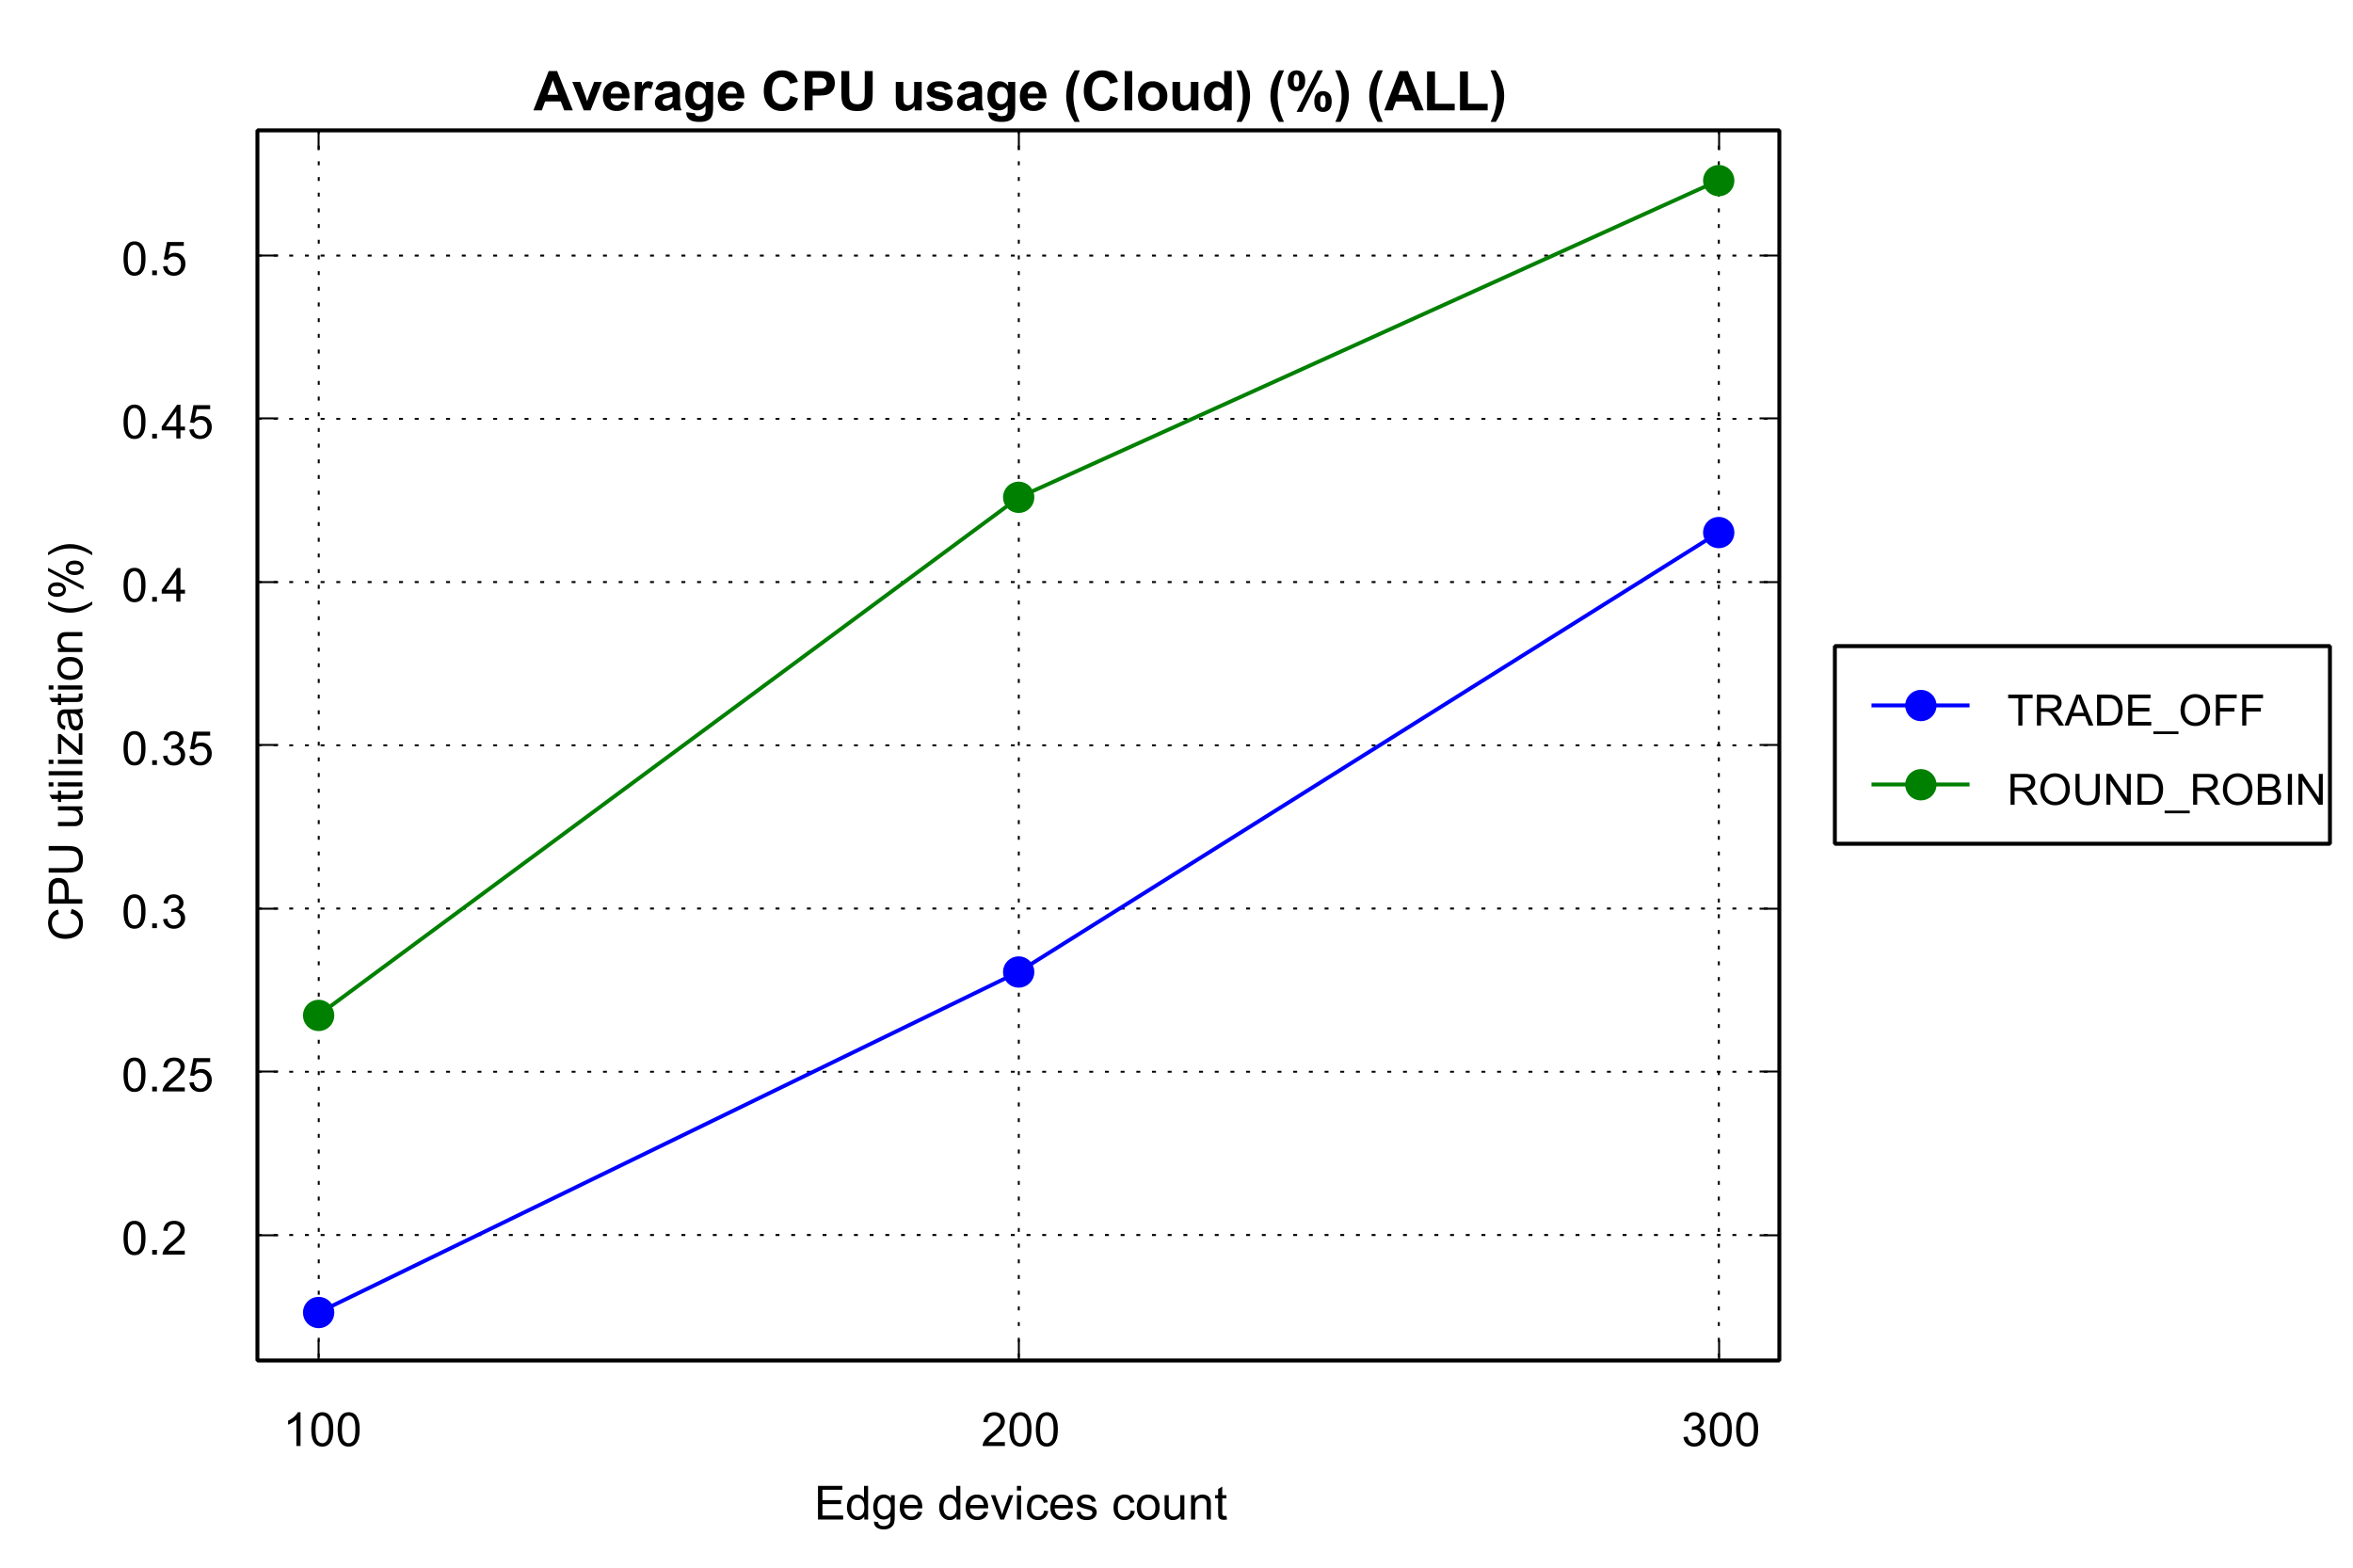 Average CPU usage (Cloud) (%) (ALL)
0.5
0.45
0.4
0.35
0.3
0.25
0.2
CPU utilization (%)
100
200
300
Edge devices count
TRADE_OFF
ROUND_ROBIN